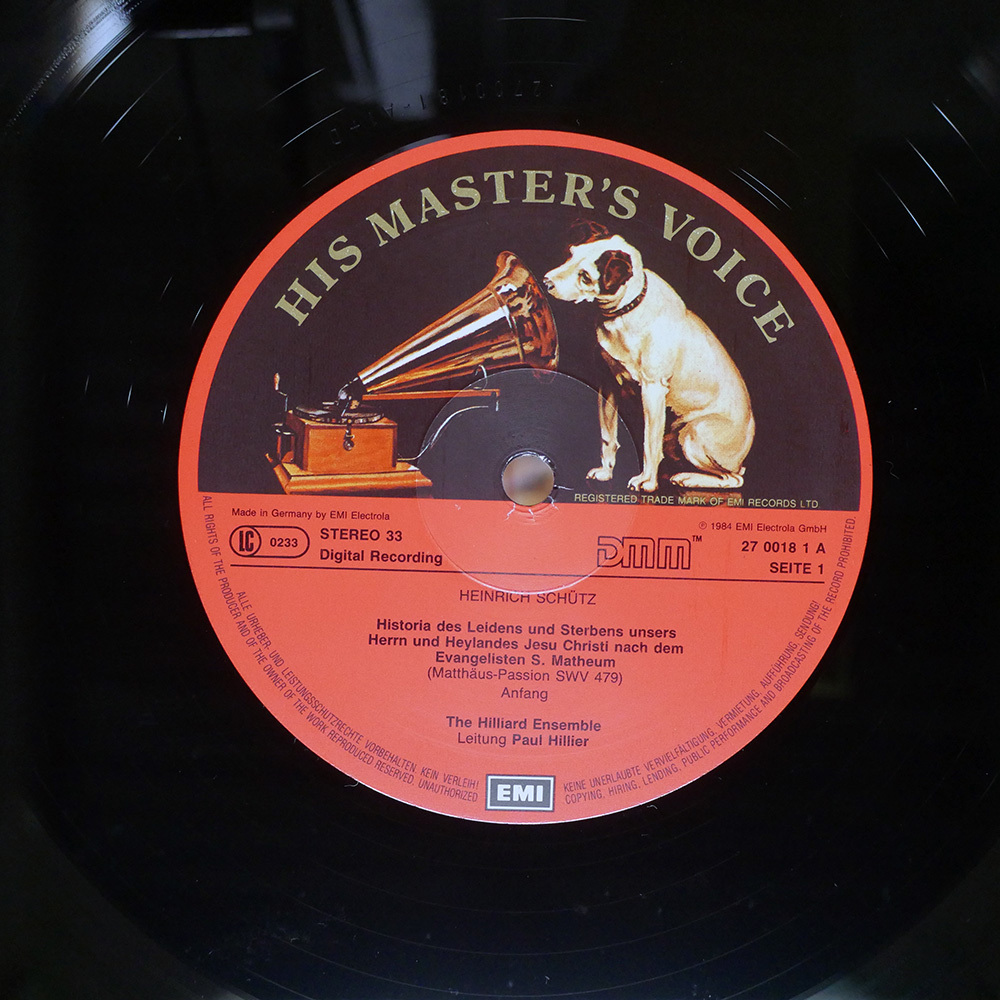 HIS MASTER'S VOICE
REGISTERED TRADE MARK OF EMI RECORDS LTD.
Made in Germany by EMI Electrola
℗ 1984 EMI Electrola GmbH
LC 0233
STEREO 33
Digital Recording
DMM™
27 0018 1 A
SEITE 1
HEINRICH SCHÜTZ
Historia des Leidens und Sterbens unsers
Herrn und Heylandes Jesu Christi nach dem
Evangelisten S. Matheum
(Matthäus-Passion SWV 479)
Anfang
The Hilliard Ensemble
Leitung Paul Hillier
EMI
ALLE URHEBER- UND LEISTUNGSSCHUTZRECHTE VORBEHALTEN. KEIN VERLEIH! KEINE UNERLAUBTE VERVIELFÄLTIGUNG, VERMIETUNG, AUFFÜHRUNG, SENDUNG!
ALL RIGHTS OF THE PRODUCER AND OF THE OWNER OF THE WORK REPRODUCED RESERVED. UNAUTHORIZED COPYING, HIRING, LENDING, PUBLIC PERFORMANCE AND BROADCASTING OF THE RECORD PROHIBITED.